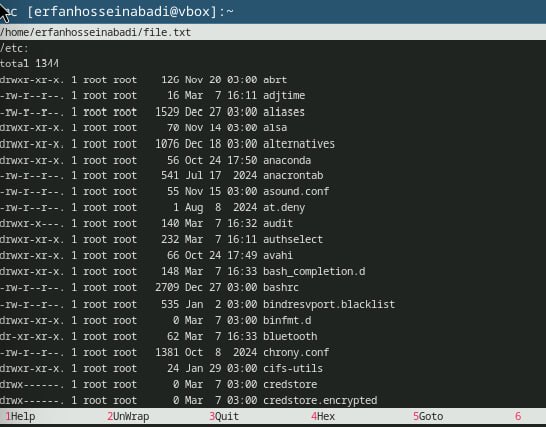 mc [erfanhosseinabadi@vbox]:~
/home/erfanhosseinabadi/file.txt
/etc:
total 1344
drwxr-xr-x. 1 root root    126 Nov 20 03:00 abrt
-rw-r--r--. 1 root root     16 Mar  7 16:11 adjtime
-rw-r--r--. 1 root root   1529 Dec 27 03:00 aliases
drwxr-xr-x. 1 root root     70 Nov 14 03:00 alsa
drwxr-xr-x. 1 root root   1076 Dec 18 03:00 alternatives
drwxr-xr-x. 1 root root     56 Oct 24 17:50 anaconda
-rw-r--r--. 1 root root    541 Jul 17  2024 anacrontab
-rw-r--r--. 1 root root     55 Nov 15 03:00 asound.conf
-rw-r--r--. 1 root root      1 Aug  8  2024 at.deny
drwxr-x---. 1 root root    140 Mar  7 16:32 audit
drwxr-xr-x. 1 root root    232 Mar  7 16:11 authselect
drwxr-xr-x. 1 root root     66 Oct 24 17:49 avahi
drwxr-xr-x. 1 root root    148 Mar  7 16:33 bash_completion.d
-rw-r--r--. 1 root root   2709 Dec 27 03:00 bashrc
-rw-r--r--. 1 root root    535 Jan  2 03:00 bindresvport.blacklist
drwxr-xr-x. 1 root root      0 Mar  7 03:00 binfmt.d
dr-xr-xr-x. 1 root root     62 Mar  7 16:33 bluetooth
-rw-r--r--. 1 root root   1381 Oct  8  2024 chrony.conf
drwxr-xr-x. 1 root root     24 Jan 29 03:00 cifs-utils
drwx------. 1 root root      0 Mar  7 03:00 credstore
drwx------. 1 root root      0 Mar  7 03:00 credstore.encrypted
1Help 2UnWrap 3Quit 4Hex 5Goto 6